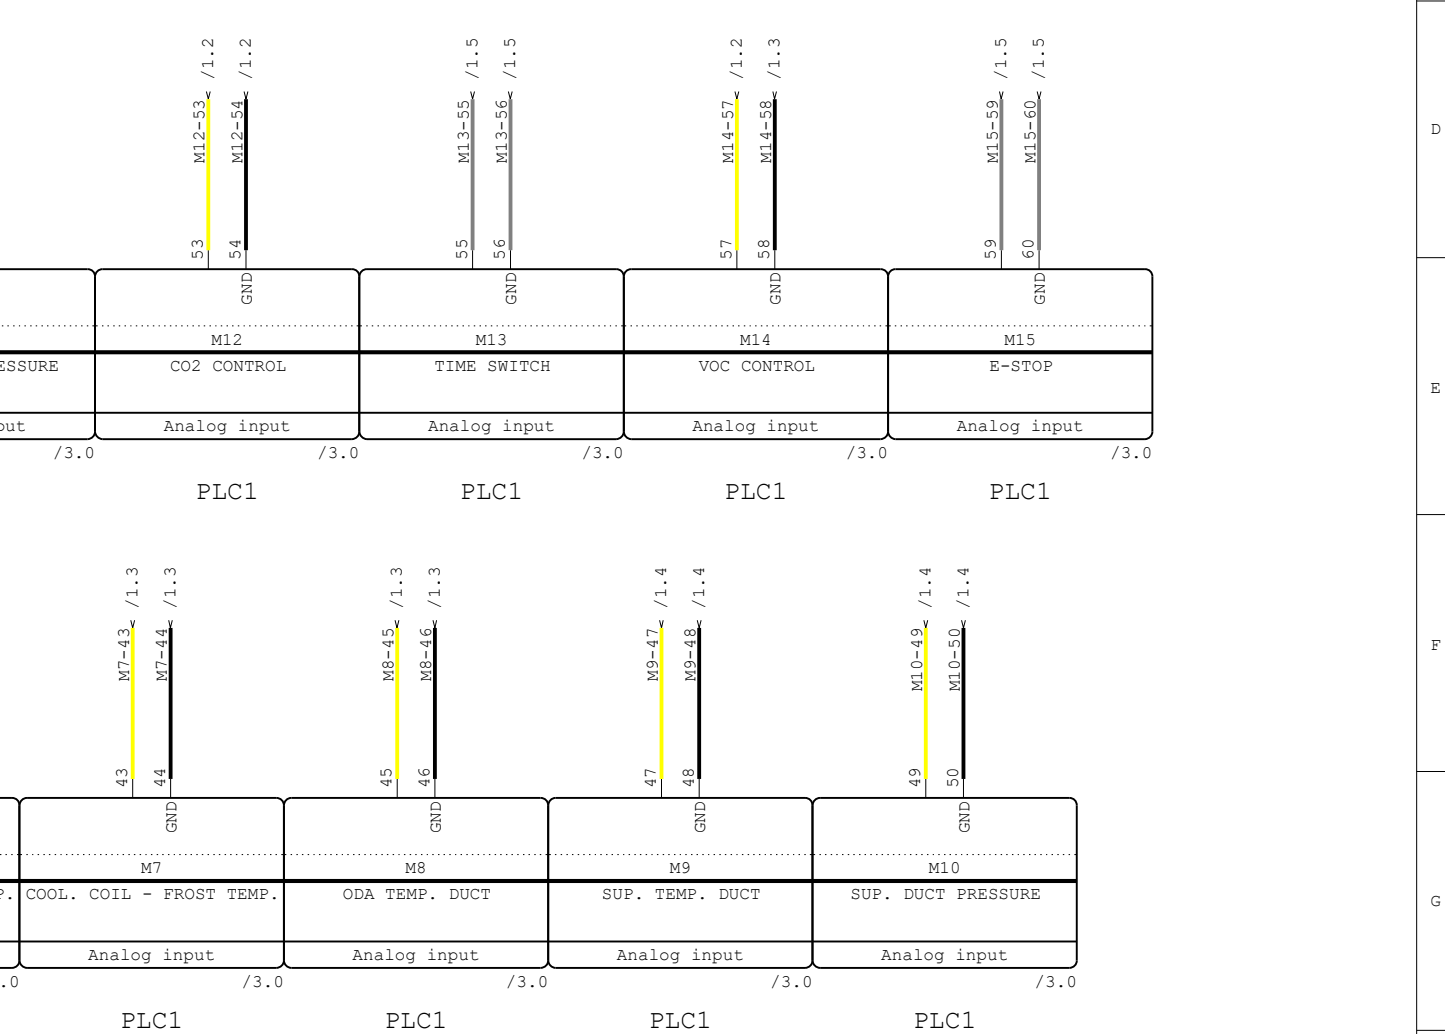 /1.2 /1.2 /1.5 /1.5 /1.2 /1.3 /1.5 /1.5
M12-53 M12-54 M13-55 M13-56 M14-57 M14-58 M15-59 M15-60
D
53 54 55 56 57 58 59 60
GND GND GND GND
M12 M13 M14 M15
ESSURE CO2 CONTROL TIME SWITCH VOC CONTROL E-STOP
E
put Analog input Analog input Analog input Analog input
/3.0 /3.0 /3.0 /3.0 /3.0
PLC1 PLC1 PLC1 PLC1
/1.3 /1.3 /1.3 /1.3 /1.4 /1.4 /1.4 /1.4
M7-43 M7-44 M8-45 M8-46 M9-47 M9-48 M10-49 M10-50
F
43 44 45 46 47 48 49 50
GND GND GND GND
M7 M8 M9 M10
P. COOL. COIL - FROST TEMP. ODA TEMP. DUCT SUP. TEMP. DUCT SUP. DUCT PRESSURE
G
Analog input Analog input Analog input Analog input
.0 /3.0 /3.0 /3.0 /3.0
PLC1 PLC1 PLC1 PLC1